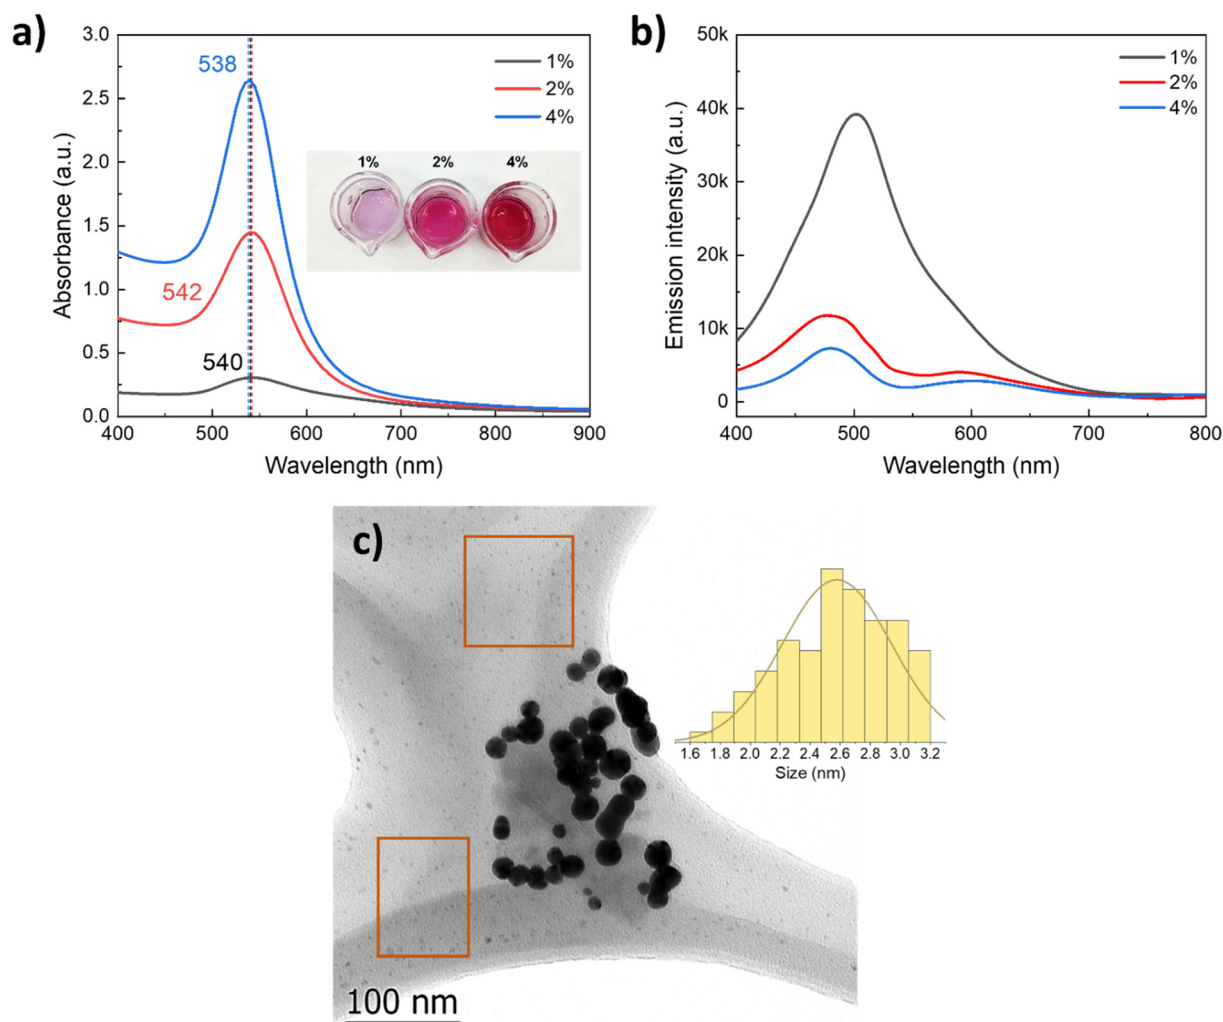 a)
3.0
2.5
2.0
1.5
1.0
0.5
0.0
Absorbance (a.u.)
400 500 600 700 800 900
Wavelength (nm)
538
542
540
1%
2%
4%
1% 2% 4%
b)
50k
40k
30k
20k
10k
0
Emission intensity (a.u.)
400 500 600 700 800
Wavelength (nm)
1%
2%
4%
c)
100 nm
1.6 1.8 2.0 2.2 2.4 2.6 2.8 3.0 3.2
Size (nm)